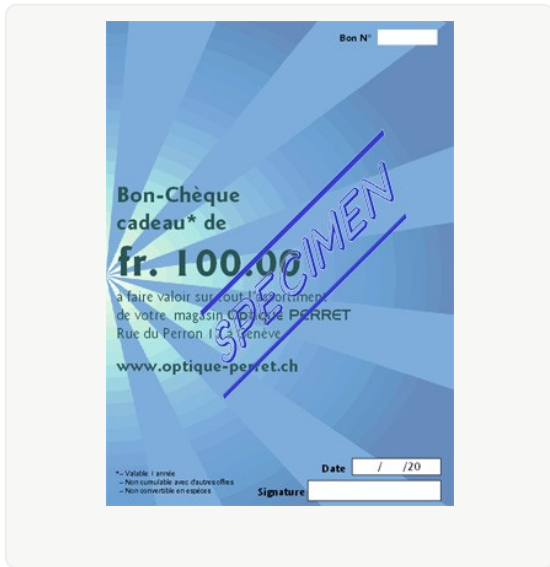 Bon N°
Bon-Chèque
cadeau* de
fr. 100.00
à faire valoir sur tout l'assortiment
de votre magasin Optique PERRET
Rue du Perron 17 à Genève
www.optique-perret.ch
SPECIMEN
Date / /20
*– Valable 1 année
– Non cumulable avec d'autres offres
– Non convertible en espèces
Signature